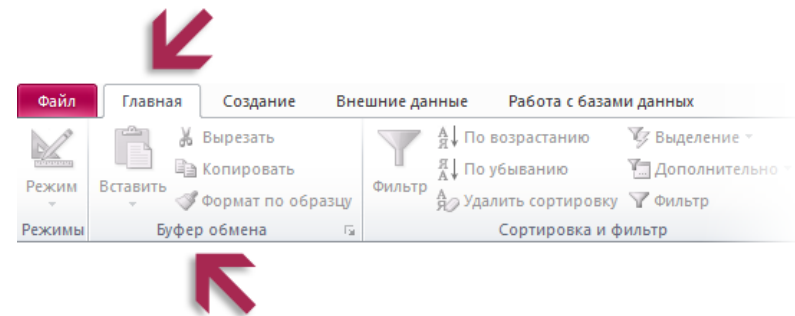 Файл Главная Создание Внешние данные Работа с базами данных
Вырезать По возрастанию Выделение
Копировать По убыванию Дополнительно
Режим Вставить Формат по образцу Фильтр Удалить сортировку Фильтр
Режимы Буфер обмена Сортировка и фильтр